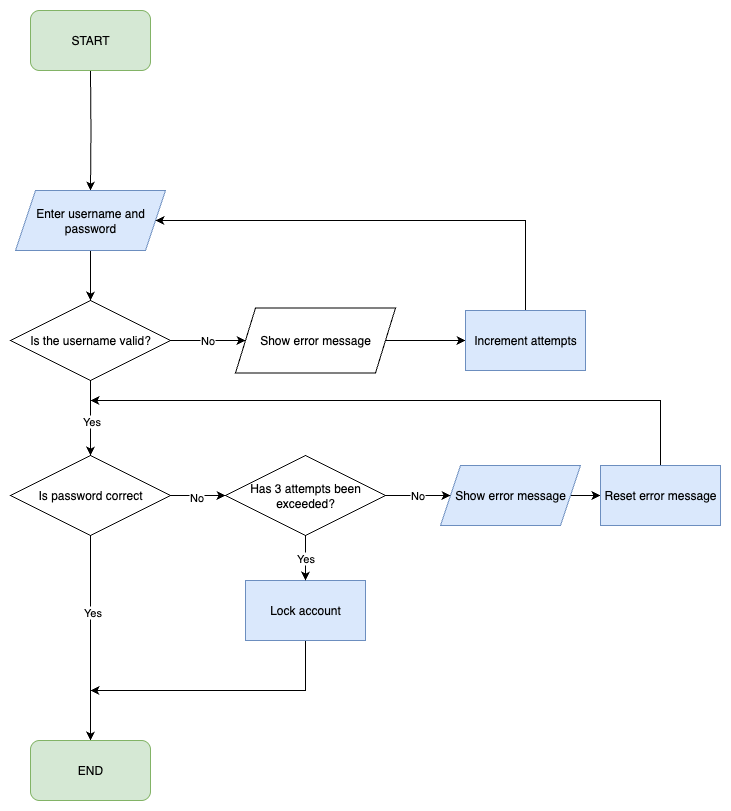 START
Enter username and
password
Is the username valid?
No
Show error message
Increment attempts
Yes
Is password correct
No
Has 3 attempts been
exceeded?
No
Show error message
Reset error message
Yes
Lock account
Yes
END